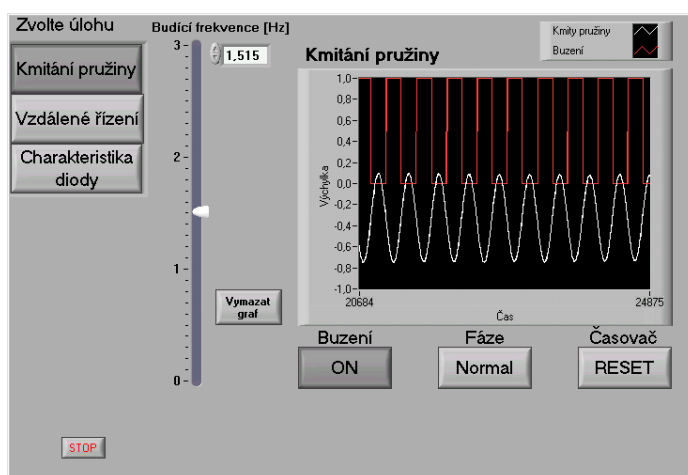 Zvolte úlohu
Kmitání pružiny
Vzdálené řízení
Charakteristika
diody
STOP
Budící frekvence [Hz]
1,515
3-
2-
1-
0-
Vymazat
graf
Kmitání pružiny
Kmity pružiny
Buzení
Výchylka
1,0-
0,8-
0,6-
0,4-
0,2-
0,0-
-0,2-
-0,4-
-0,6-
-0,8-
-1,0-
20684
24875
Čas
Buzení
ON
Fáze
Normal
Časovač
RESET